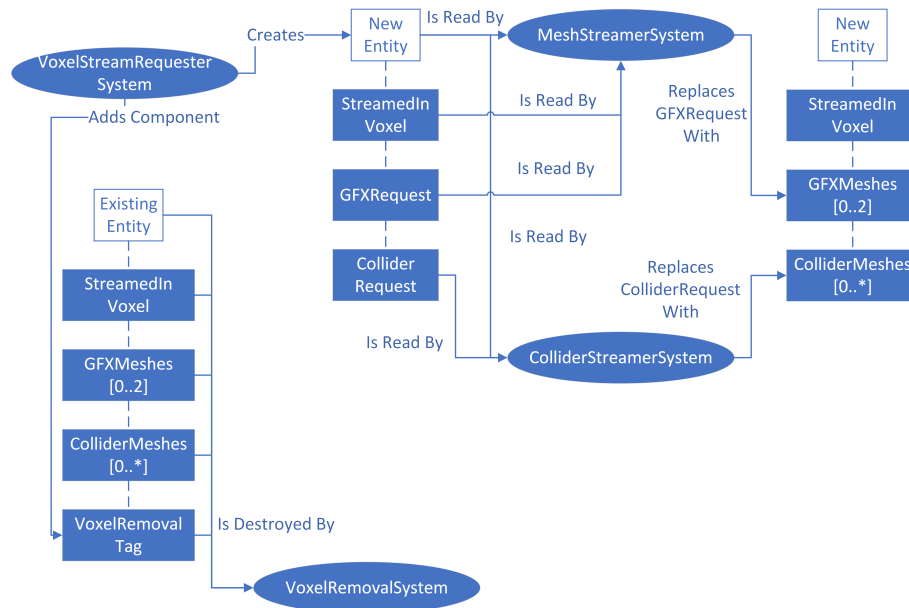 VoxelStreamRequester
System
Creates
Adds Component
New
Entity
StreamedIn
Voxel
GFXRequest
Collider
Request
Is Read By
Is Read By
Is Read By
Is Read By
Is Read By
MeshStreamerSystem
ColliderStreamerSystem
Replaces
GFXRequest
With
Replaces
ColliderRequest
With
New
Entity
StreamedIn
Voxel
GFXMeshes
[0..2]
ColliderMeshes
[0..*]
Existing
Entity
StreamedIn
Voxel
GFXMeshes
[0..2]
ColliderMeshes
[0..*]
VoxelRemoval
Tag
Is Destroyed By
VoxelRemovalSystem